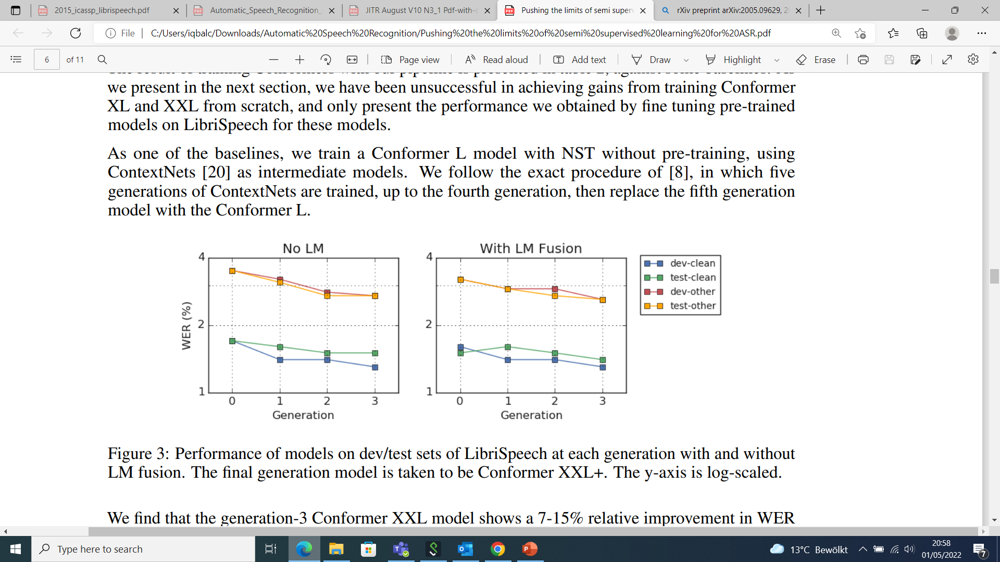 2015_icassp_librispeech.pdf
Automatic_Speech_Recognition_
JITR August V10 N3_1 Pdf-with-c
Pushing the limits of semi superv
rXiv preprint arXiv:2005.09629, 2
File
C:/Users/iqbalc/Downloads/Automatic%20Speech%20Recognition/Pushing%20the%20limits%20of%20semi%20supervised%20learning%20for%20ASR.pdf
6 of 11
Page view
Read aloud
Add text
Draw
Highlight
Erase
we present in the next section, we have been unsuccessful in achieving gains from training Conformer
XL and XXL from scratch, and only present the performance we obtained by fine tuning pre-trained
models on LibriSpeech for these models.
As one of the baselines, we train a Conformer L model with NST without pre-training, using
ContextNets [20] as intermediate models. We follow the exact procedure of [8], in which five
generations of ContextNets are trained, up to the fourth generation, then replace the fifth generation
model with the Conformer L.
No LM
4
2
1
WER (%)
0 1 2 3
Generation
With LM Fusion
4
2
1
0 1 2 3
Generation
dev-clean
test-clean
dev-other
test-other
Figure 3: Performance of models on dev/test sets of LibriSpeech at each generation with and without
LM fusion. The final generation model is taken to be Conformer XXL+. The y-axis is log-scaled.
We find that the generation-3 Conformer XXL model shows a 7-15% relative improvement in WER
Type here to search
13°C Bewölkt
20:58
01/05/2022
7